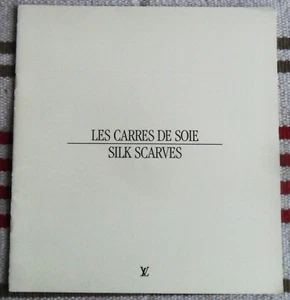 LES CARRES DE SOIE
SILK SCARVES
LV